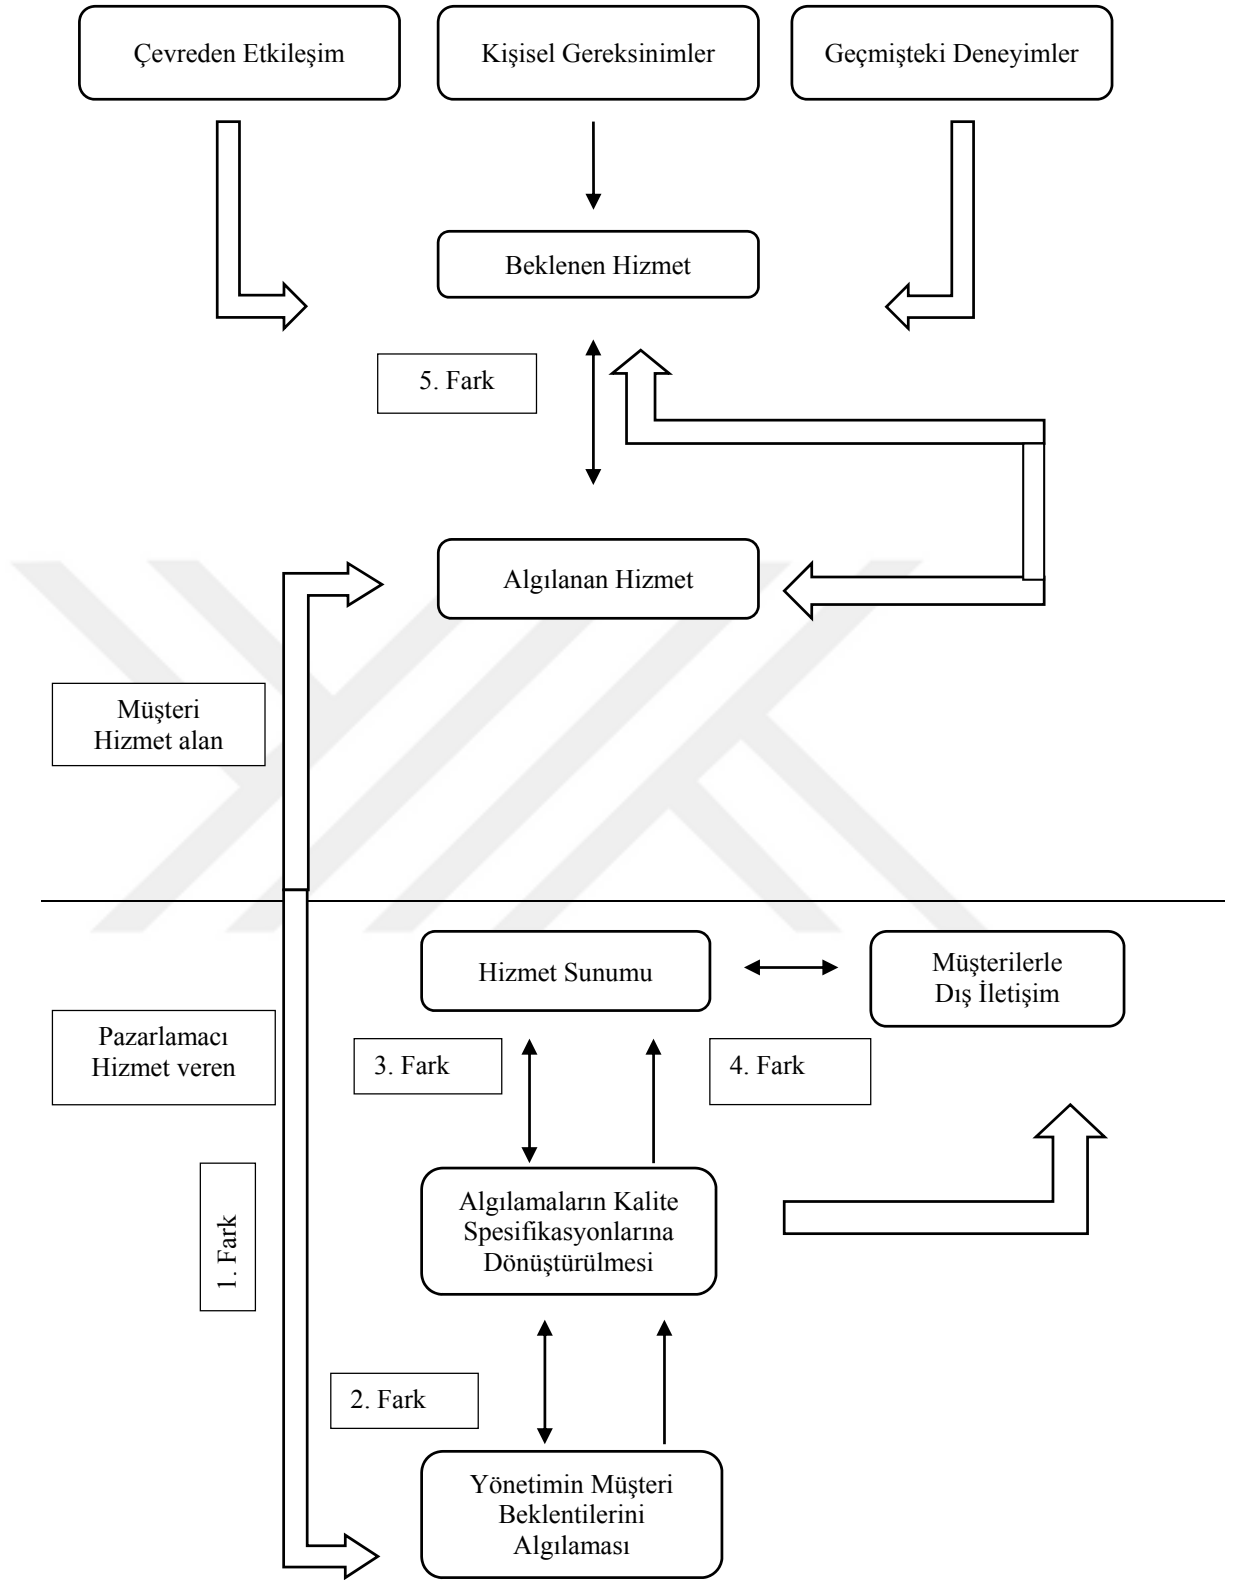 Çevreden Etkileşim
Kişisel Gereksinimler
Geçmişteki Deneyimler
Beklenen Hizmet
5. Fark
Algılanan Hizmet
Müşteri
Hizmet alan
Hizmet Sunumu
Müşterilerle
Dış İletişim
Pazarlamacı
Hizmet veren
3. Fark
4. Fark
1. Fark
Algılamaların Kalite
Spesifikasyonlarına
Dönüştürülmesi
2. Fark
Yönetimin Müşteri
Beklentilerini
Algılaması